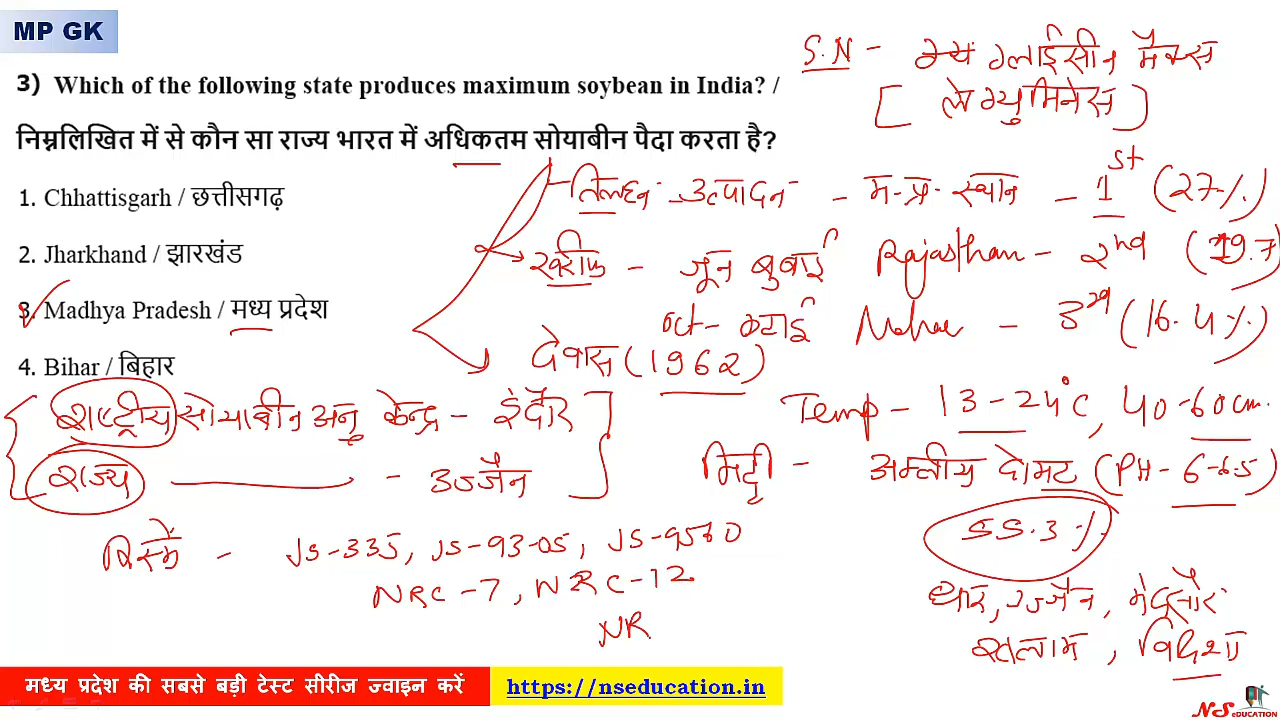 MP GK
S.N - ग्लाईसीन मैक्स
[लेग्युमिनेस]
3) Which of the following state produces maximum soybean in India? /
निम्नलिखित में से कौन सा राज्य भारत में अधिकतम सोयाबीन पैदा करता है?
तिलहन उत्पादन - म.प्र. स्थान - 1st (27%)
1. Chhattisgarh / छत्तीसगढ़
2. Jharkhand / झारखंड
खरीफ - जून बुबाई Rajasthan - 2nd
3. Madhya Pradesh / मध्य प्रदेश
oct - कटाई - 3rd (16.4%)
देवास (1962)
4. Bihar / बिहार
Temp - 13-24°C, 40-60cm.
सोयाबीन अनु केन्द्र - इंदौर
मिट्टी - अम्लीय दोमट (PH - 6-6.5)
राज्य - उज्जैन
किस्में - JS-335, JS-93-05, JS-9560
NRC-7, NRC-12
NR
धार, उज्जैन, मंदसौर
रतलाम, विदिशा
मध्य प्रदेश की सबसे बड़ी टेस्ट सीरीज ज्वाइन करें
https://nseducation.in
NS EDUCATION